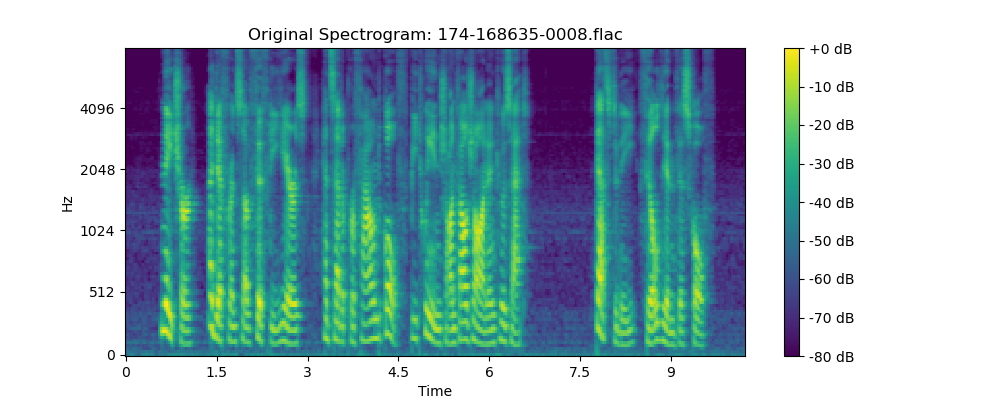 Original Spectrogram: 174-168635-0008.flac
+0 dB
4096
-10 dB
-20 dB
2048
-30 dB
Hz
1024
-40 dB
-50 dB
512
-60 dB
-70 dB
0
-80 dB
0 1.5 3 4.5 6 7.5 9
Time